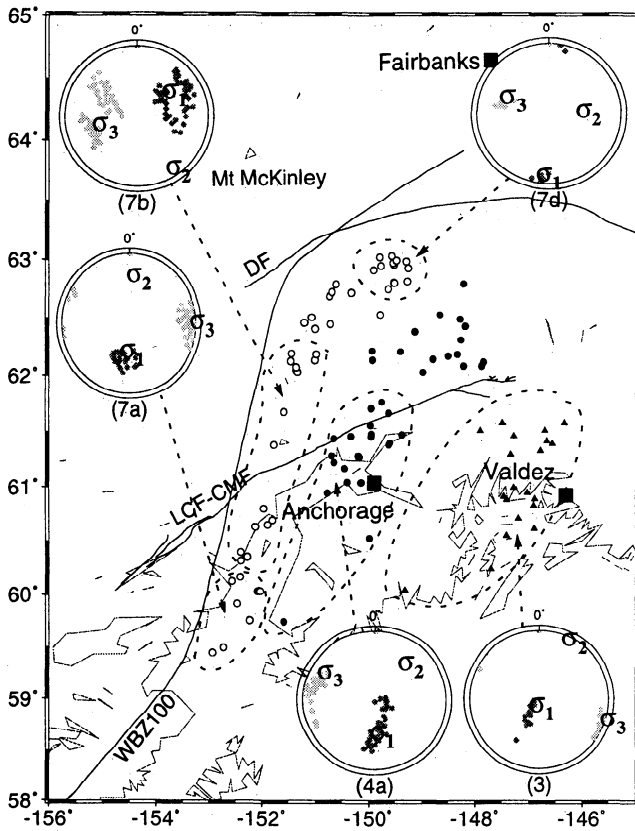 65°
64°
63°
62°
61°
60°
59°
58°
-156
-154°
-152°
-150°
-148°
-146°
0°
σ1
σ3
σ2
(7b)
Mt McKinley
Fairbanks
0°
σ3
σ2
σ1
(7d)
DF
0°
σ2
σ3
σ1
(7a)
LCF-CMF
Anchorage
Valdez
WBZ100
0°
σ3
σ2
1
(4a)
0°
σ2
σ1
σ3
(3)